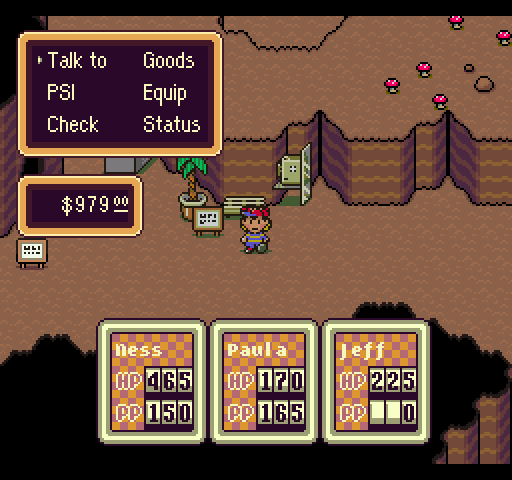 Talk to Goods
PSI Equip
Check Status
$979.00
Ness
HP 465
PP 150
Paula
HP 170
PP 165
Jeff
HP 225
PP 0